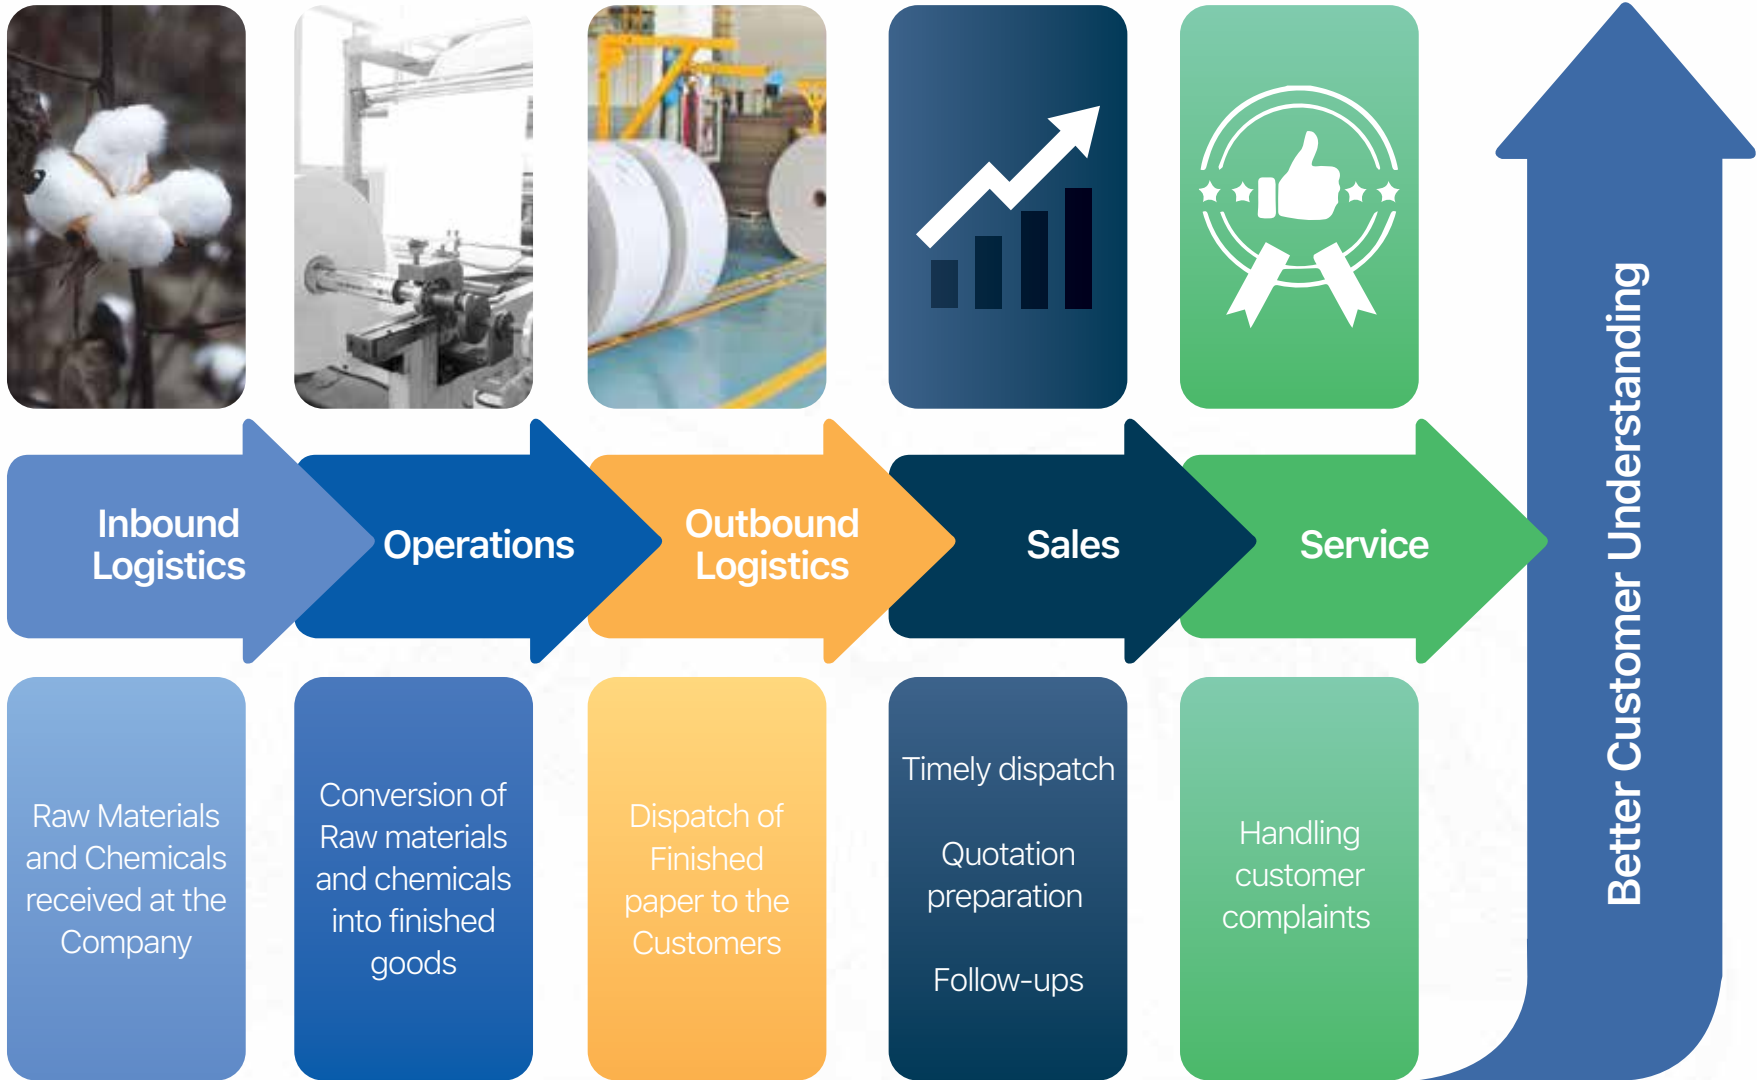 Inbound
Logistics
Operations
Outbound
Logistics
Sales
Service
Raw Materials
and Chemicals
received at the
Company
Conversion of
Raw materials
and chemicals
into finished
goods
Dispatch of
Finished
paper to the
Customers
Timely dispatch
Quotation
preparation
Follow-ups
Handling
customer
complaints
Better Customer Understanding